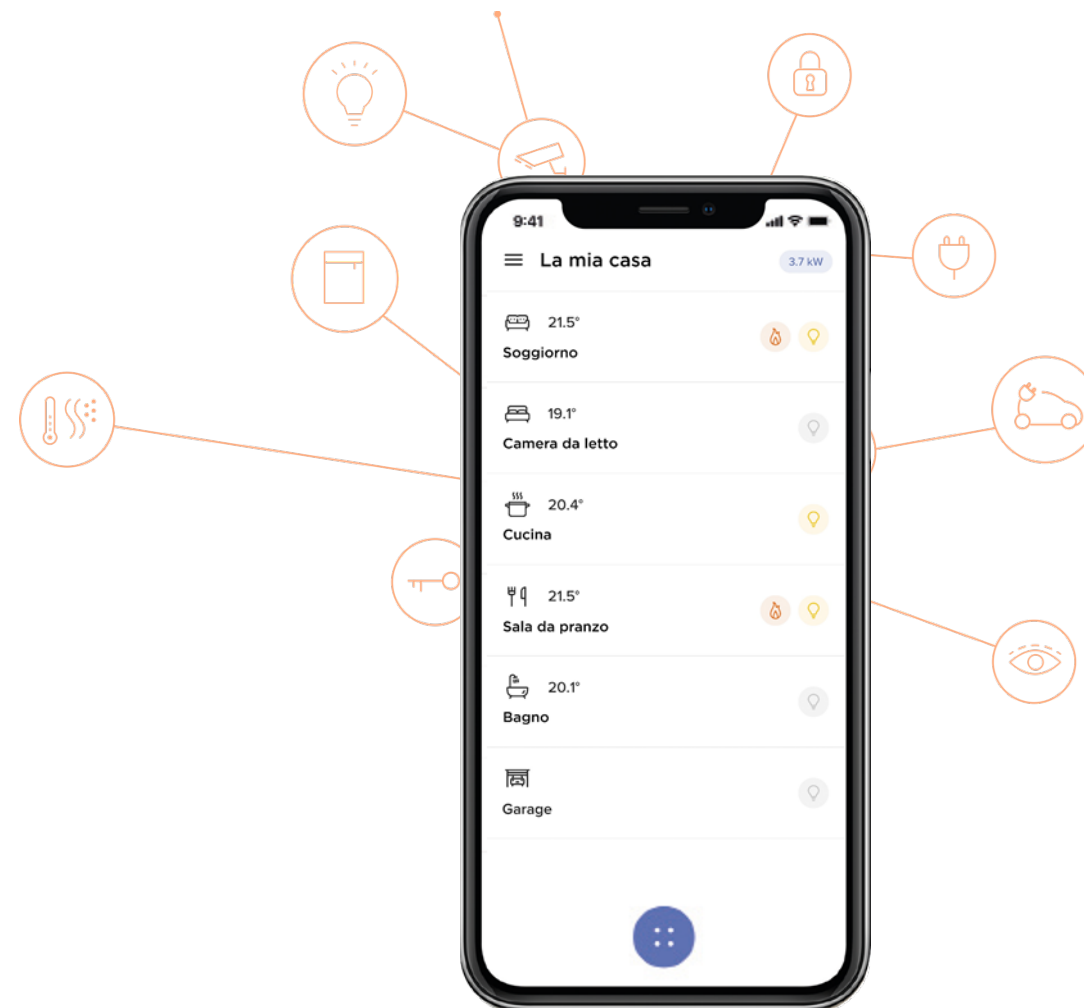 9:41
La mia casa
3.7 kW
21.5°
Soggiorno
19.1°
Camera da letto
20.4°
Cucina
21.5°
Sala da pranzo
20.1°
Bagno
Garage